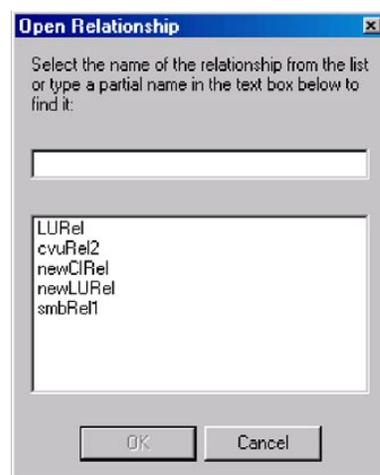 Open Relationship
Select the name of the relationship from the list
or type a partial name in the text box below to
find it:
LURel
cvuRel2
newCIRel
newLURel
smbRel1
OK
Cancel